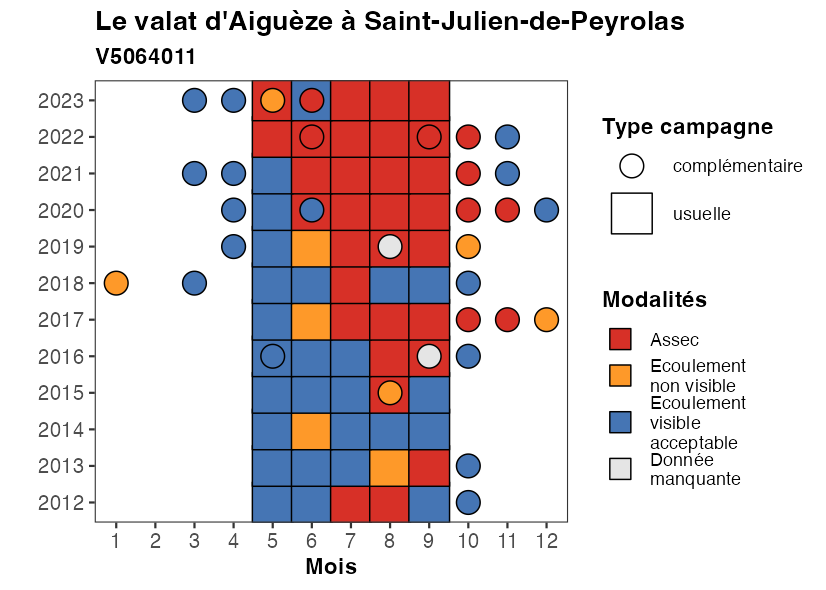 Le valat d'Aiguèze à Saint-Julien-de-Peyrolas
V5064011
2023
2022
2021
2020
2019
2018
2017
2016
2015
2014
2013
2012
1 2 3 4 5 6 7 8 9 10 11 12
Mois
Type campagne
complémentaire
usuelle
Modalités
Assec
Ecoulement
non visible
Ecoulement
visible
acceptable
Donnée
manquante